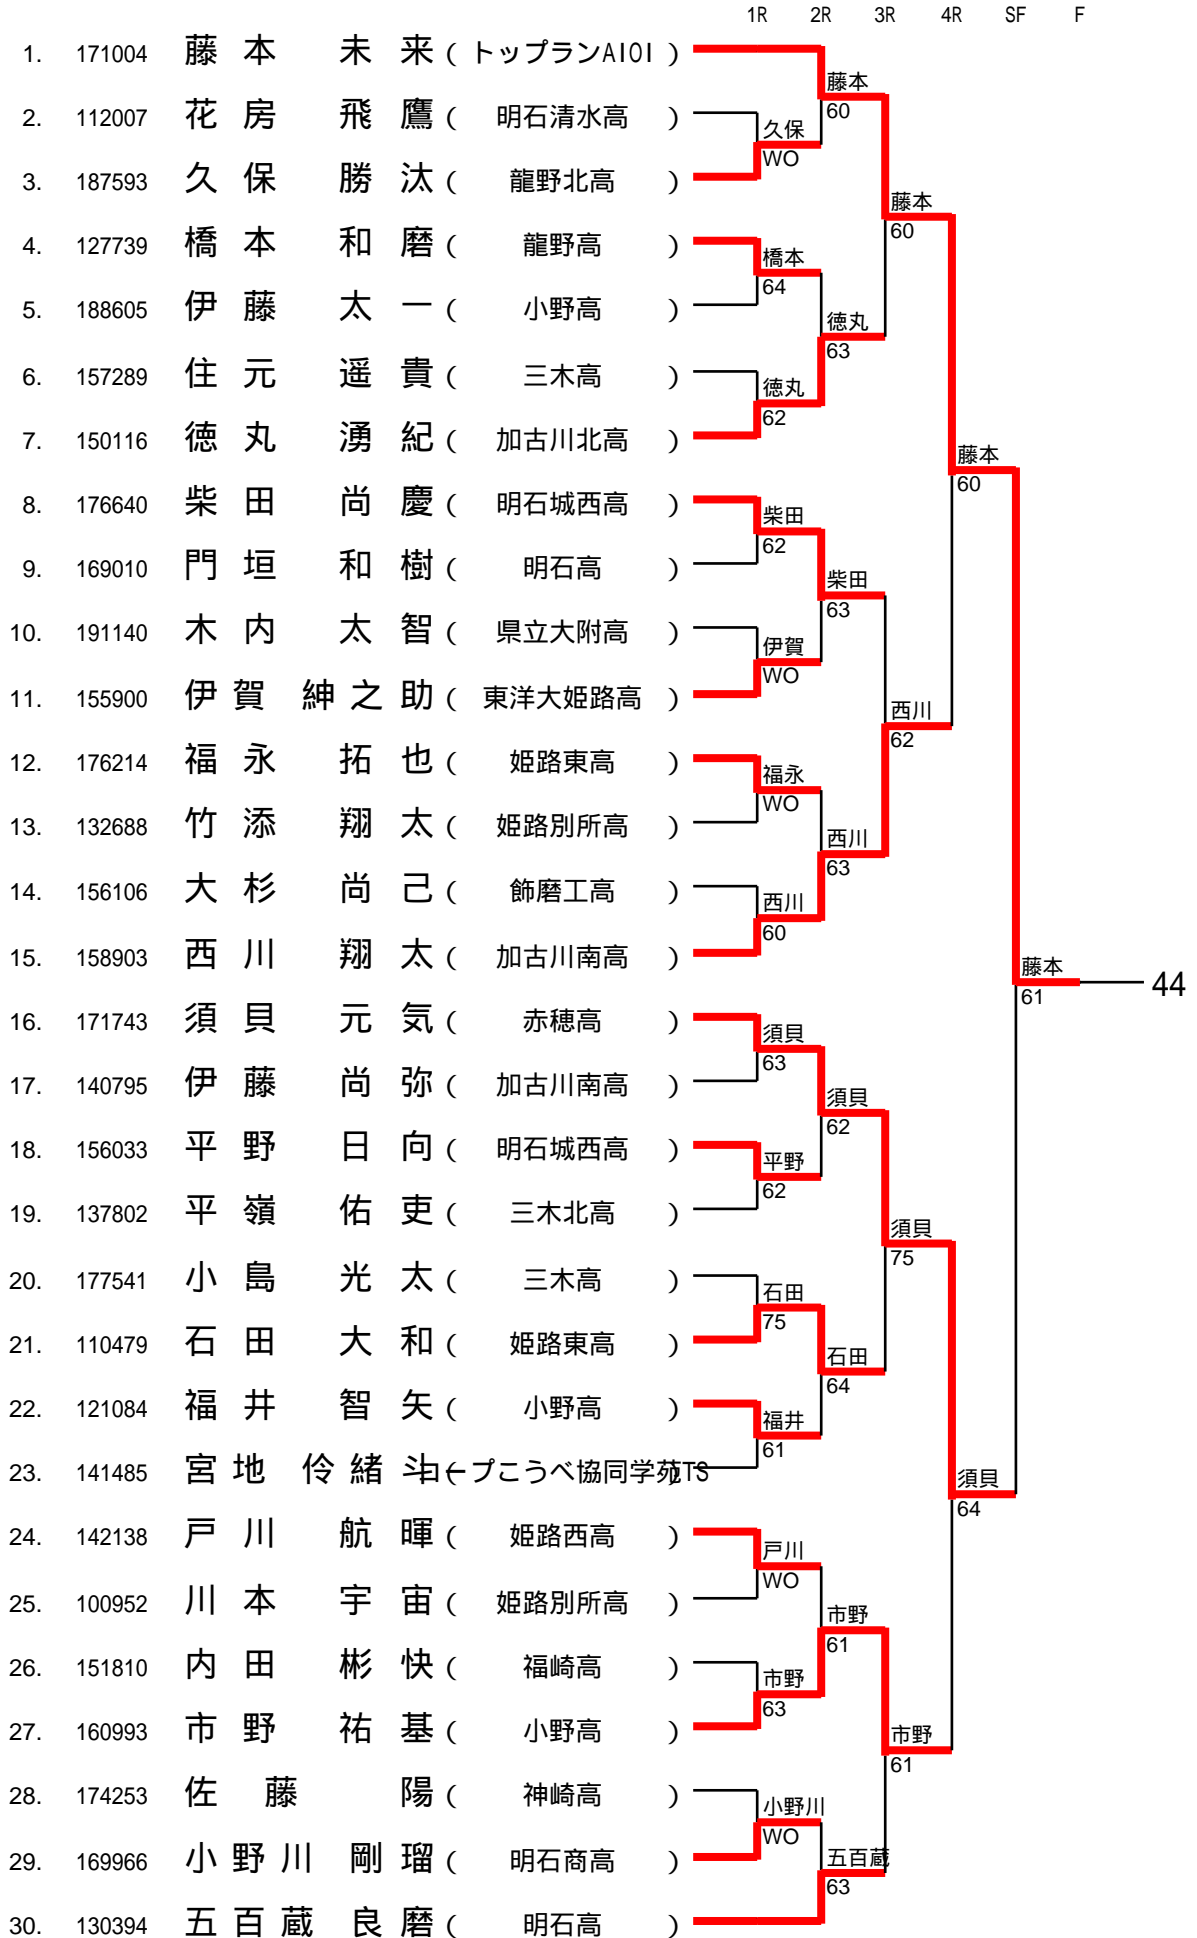 1R 2R 3R 4R SF F
1. 171004 藤本 未来 ( トップランAIOI )
藤本
60
2. 112007 花房 飛鷹 ( 明石清水高 )
久保
WO
3. 187593 久保 勝汰 ( 龍野北高 )
藤本
60
4. 127739 橋本 和磨 ( 龍野高 )
橋本
64
5. 188605 伊藤 太一 ( 小野高 )
徳丸
63
6. 157289 住元 遥貴 ( 三木高 )
徳丸
62
7. 150116 徳丸 湧紀 ( 加古川北高 )
藤本
60
8. 176640 柴田 尚慶 ( 明石城西高 )
柴田
62
9. 169010 門垣 和樹 ( 明石高 )
柴田
63
10. 191140 木内 太智 ( 県立大附高 )
伊賀
WO
11. 155900 伊賀 紳之助 ( 東洋大姫路高 )
西川
62
12. 176214 福永 拓也 ( 姫路東高 )
福永
WO
13. 132688 竹添 翔太 ( 姫路別所高 )
西川
63
14. 156106 大杉 尚己 ( 飾磨工高 )
西川
60
15. 158903 西川 翔太 ( 加古川南高 )
藤本
61
44
16. 171743 須貝 元気 ( 赤穂高 )
須貝
63
17. 140795 伊藤 尚弥 ( 加古川南高 )
須貝
62
18. 156033 平野 日向 ( 明石城西高 )
平野
62
19. 137802 平嶺 佑吏 ( 三木北高 )
須貝
75
20. 177541 小島 光太 ( 三木高 )
石田
75
21. 110479 石田 大和 ( 姫路東高 )
石田
64
22. 121084 福井 智矢 ( 小野高 )
福井
61
23. 141485 宮地 伶緒斗 ( コープこうべ協同学苑TS )
須貝
64
24. 142138 戸川 航暉 ( 姫路西高 )
戸川
WO
25. 100952 川本 宇宙 ( 姫路別所高 )
市野
61
26. 151810 内田 彬快 ( 福崎高 )
市野
63
27. 160993 市野 祐基 ( 小野高 )
市野
61
28. 174253 佐藤 陽 ( 神崎高 )
小野川
WO
29. 169966 小野川 剛瑠 ( 明石商高 )
五百蔵
63
30. 130394 五百蔵 良磨 ( 明石高 )